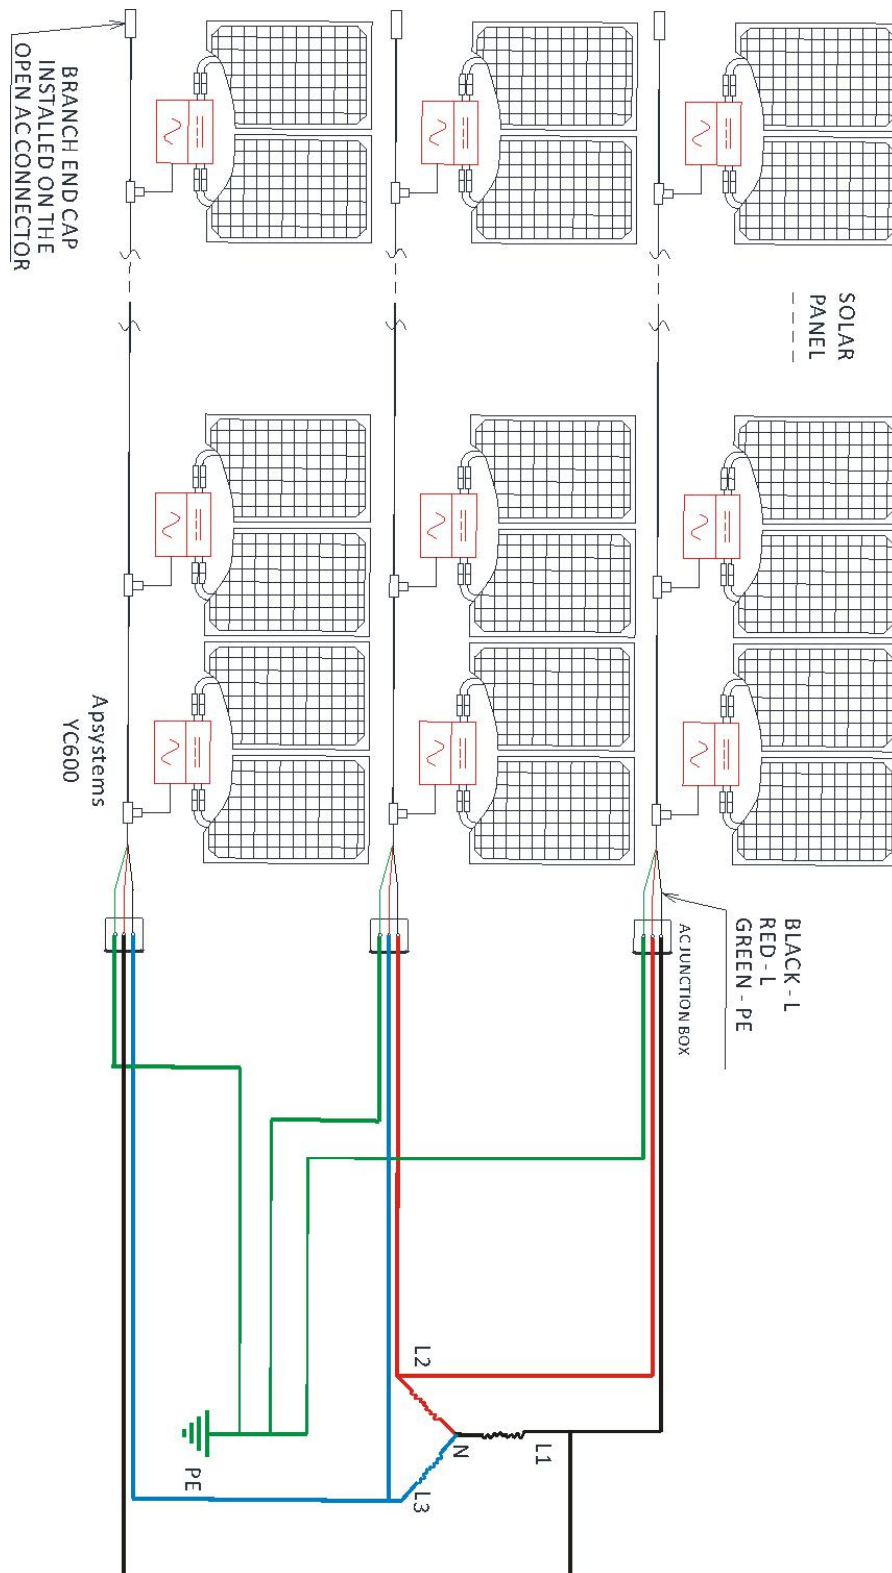 SOLAR
PANEL
BRANCH END CAP
INSTALLED ON THE
OPEN AC CONNECTOR
Apsystems
YC600
BLACK - L
RED - L
GREEN - PE
AC JUNCTION BOX
L2
L1
N
L3
PE